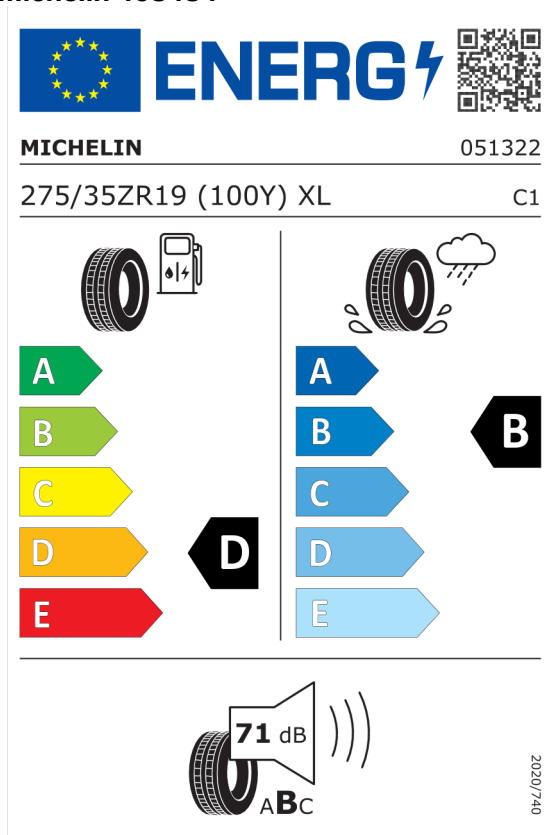 ENERG
MICHELIN 051322
275/35ZR19 (100Y) XL C1
A A
B B B
C C
D D D
E E
71 dB
ABC
2020/740